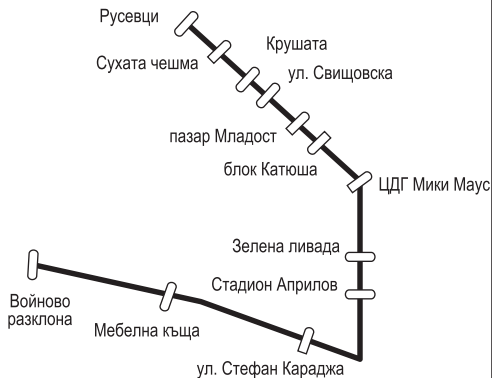 Русевци
Крушата
Сухата чешма
ул. Свищовска
пазар Младост
блок Катюша
ЦДГ Мики Маус
Зелена ливада
Стадион Априлов
Войново
разклона
Мебелна къща
ул. Стефан Караджа